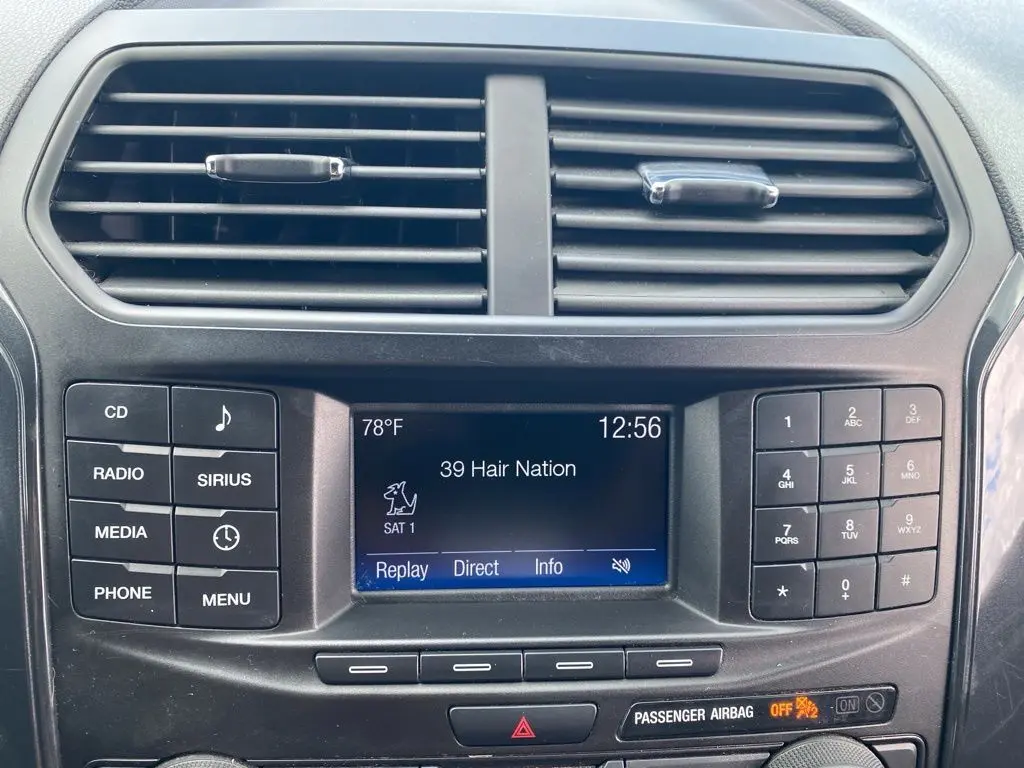 78°F 12:56
39 Hair Nation
SAT 1
Replay Direct Info
CD
RADIO SIRIUS
MEDIA
PHONE MENU
1 2 ABC 3 DEF
4 GHI 5 JKL 6 MNO
7 PQRS 8 TUV 9 WXYZ
* 0 + #
PASSENGER AIRBAG OFF 2 ON